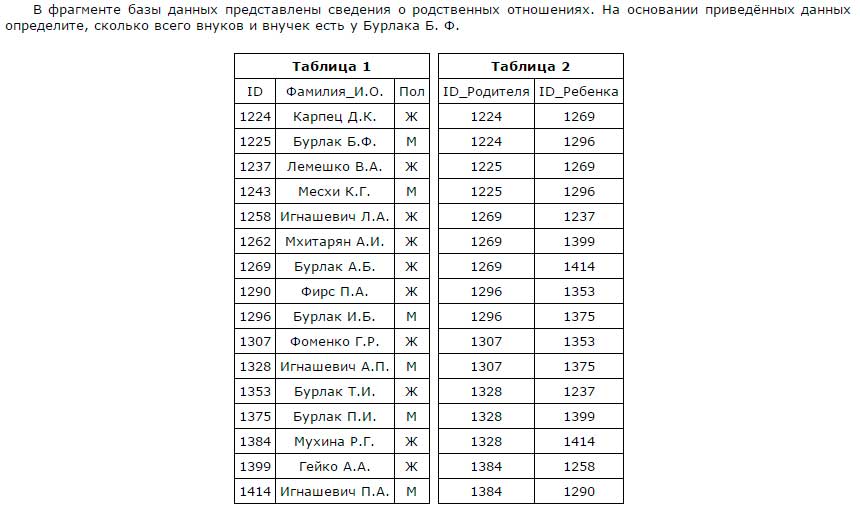 В фрагменте базы данных представлены сведения о родственных отношениях. На основании приведённых данных
определите, сколько всего внуков и внучек есть у Бурлака Б. Ф.
Таблица 1
ID Фамилия_И.О. Пол
1224 Карпец Д.К. Ж
1225 Бурлак Б.Ф. М
1237 Лемешко В.А. Ж
1243 Месхи К.Г. М
1258 Игнашевич Л.А. Ж
1262 Мхитарян А.И. Ж
1269 Бурлак А.Б. Ж
1290 Фирс П.А. Ж
1296 Бурлак И.Б. М
1307 Фоменко Г.Р. Ж
1328 Игнашевич А.П. М
1353 Бурлак Т.И. Ж
1375 Бурлак П.И. М
1384 Мухина Р.Г. Ж
1399 Гейко А.А. Ж
1414 Игнашевич П.А. М
Таблица 2
ID_Родителя ID_Ребенка
1224 1269
1224 1296
1225 1269
1225 1296
1269 1237
1269 1399
1269 1414
1296 1353
1296 1375
1307 1353
1307 1375
1328 1237
1328 1399
1328 1414
1384 1258
1384 1290